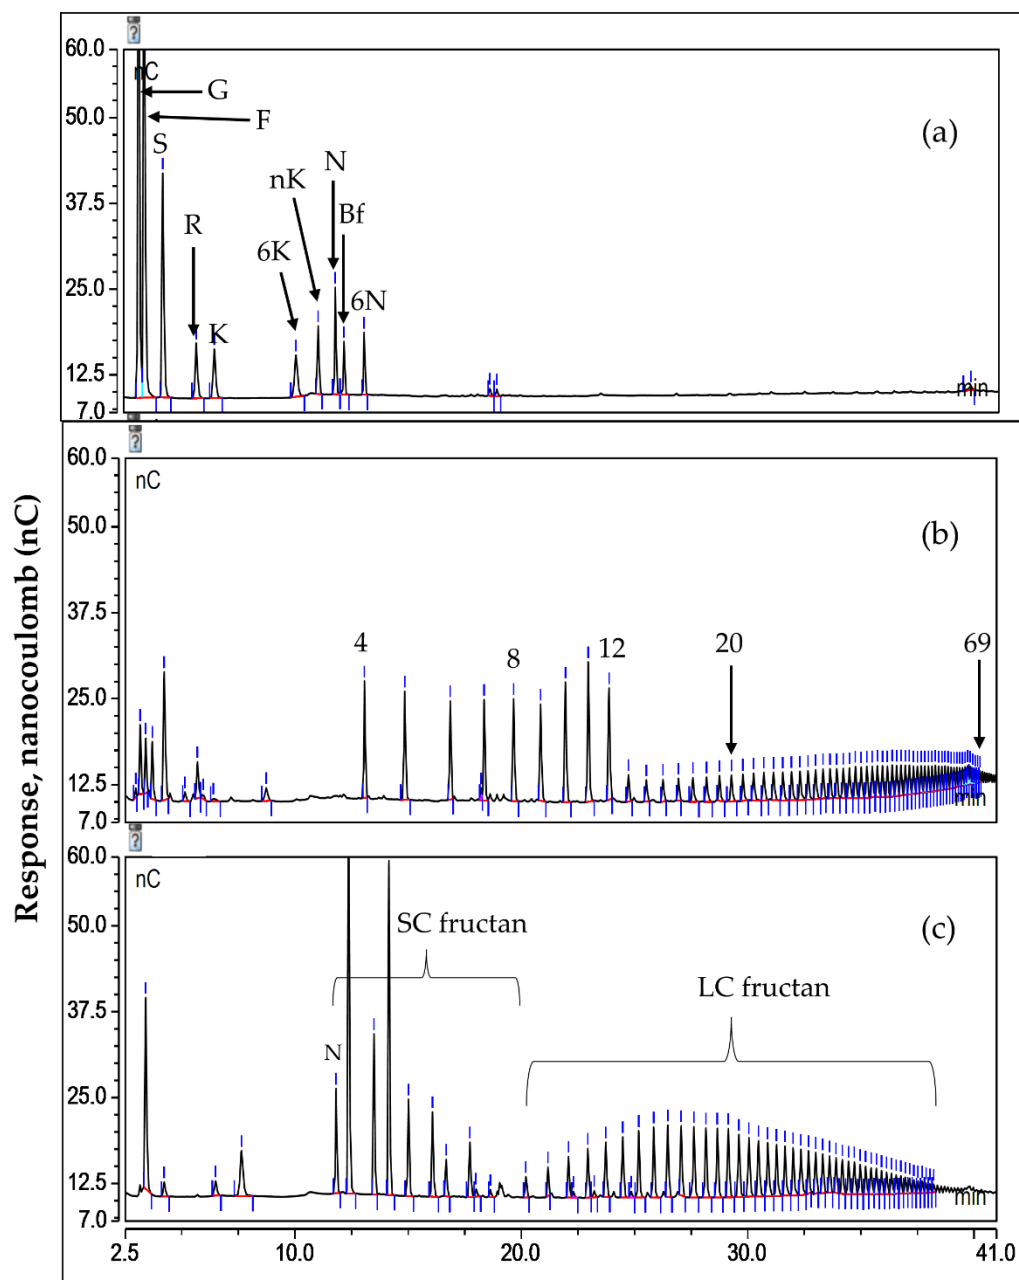 ?
60.0
nC
G
50.0
F
(a)
S
N
nK
37.5
Bf
R
6K
25.0
6N
K
12.5
min
7.0
?
60.0
nC
50.0
(b)
37.5
4
8
12
20
69
25.0
12.5
min
7.0
Response, nanocoulomb (nC)
?
60.0
nC
50.0
SC fructan
(c)
LC fructan
37.5
N
25.0
12.5
min
7.0
2.5
10.0
20.0
30.0
41.0